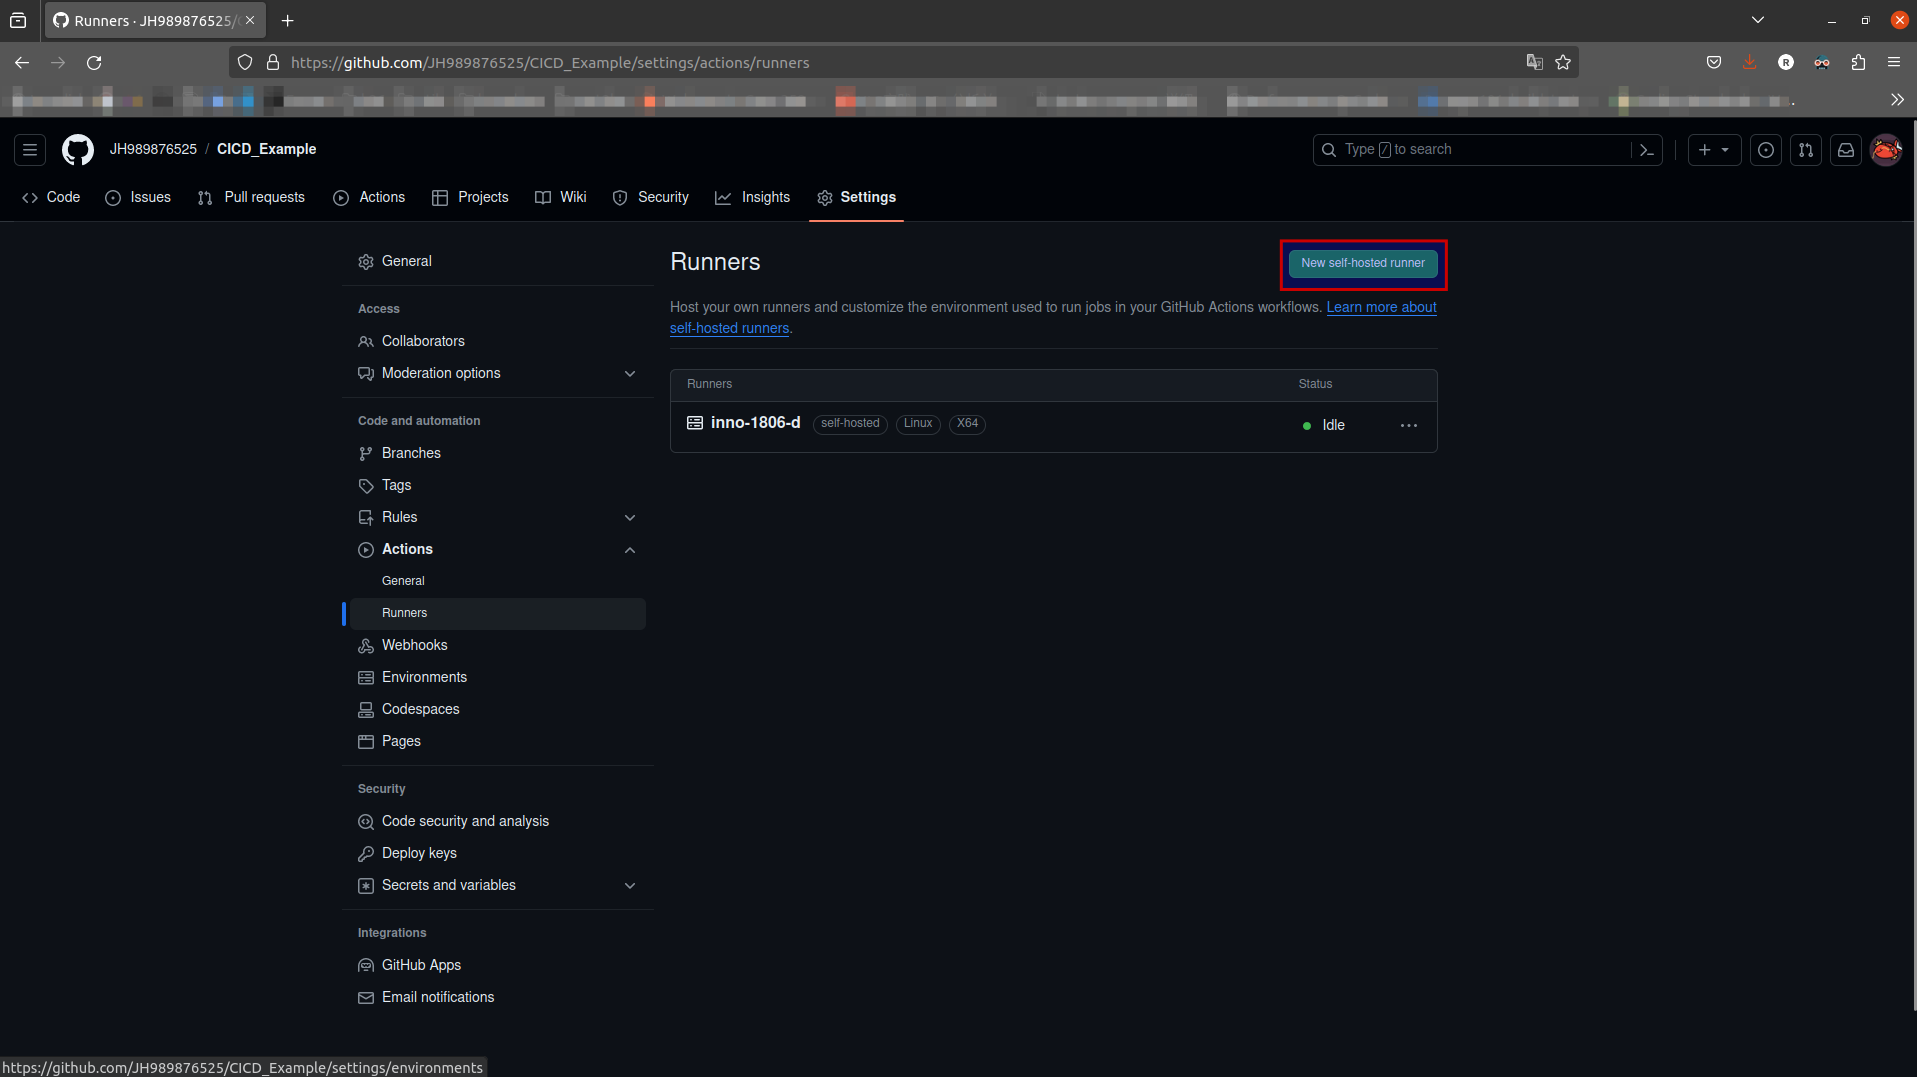 Runners · JH989876525/
https://github.com/JH989876525/CICD_Example/settings/actions/runners
JH989876525 / CICD_Example
Type / to search
Code Issues Pull requests Actions Projects Wiki Security Insights Settings
General
Access
Collaborators
Moderation options
Code and automation
Branches
Tags
Rules
Actions
General
Runners
Webhooks
Environments
Codespaces
Pages
Security
Code security and analysis
Deploy keys
Secrets and variables
Integrations
GitHub Apps
Email notifications
Runners
New self-hosted runner
Host your own runners and customize the environment used to run jobs in your GitHub Actions workflows. Learn more about
self-hosted runners.
Runners Status
inno-1806-d self-hosted Linux X64 Idle
https://github.com/JH989876525/CICD_Example/settings/environments